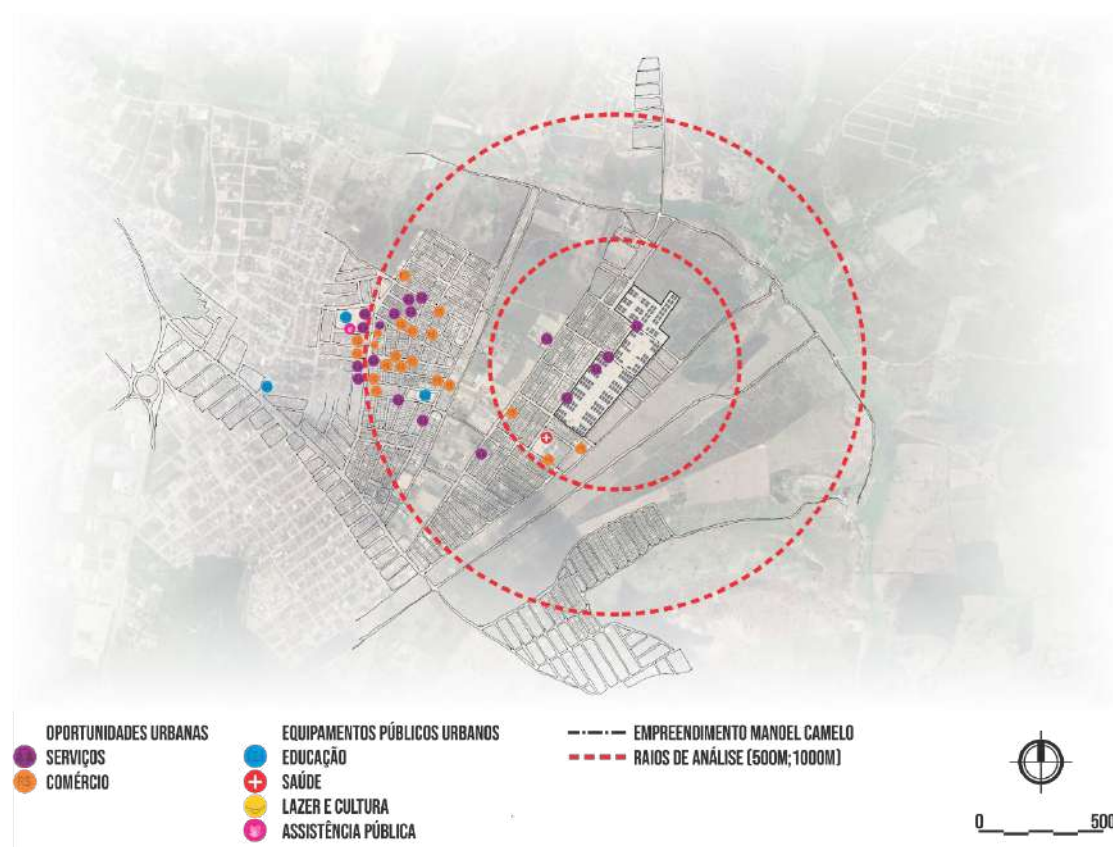 OPORTUNIDADES URBANAS
SERVIÇOS
COMÉRCIO
EQUIPAMENTOS PÚBLICOS URBANOS
EDUCAÇÃO
SAÚDE
LAZER E CULTURA
ASSISTÊNCIA PÚBLICA
EMPREENDIMENTO MANOEL CAMELO
RAIOS DE ANÁLISE (500M;1000M)
0 500